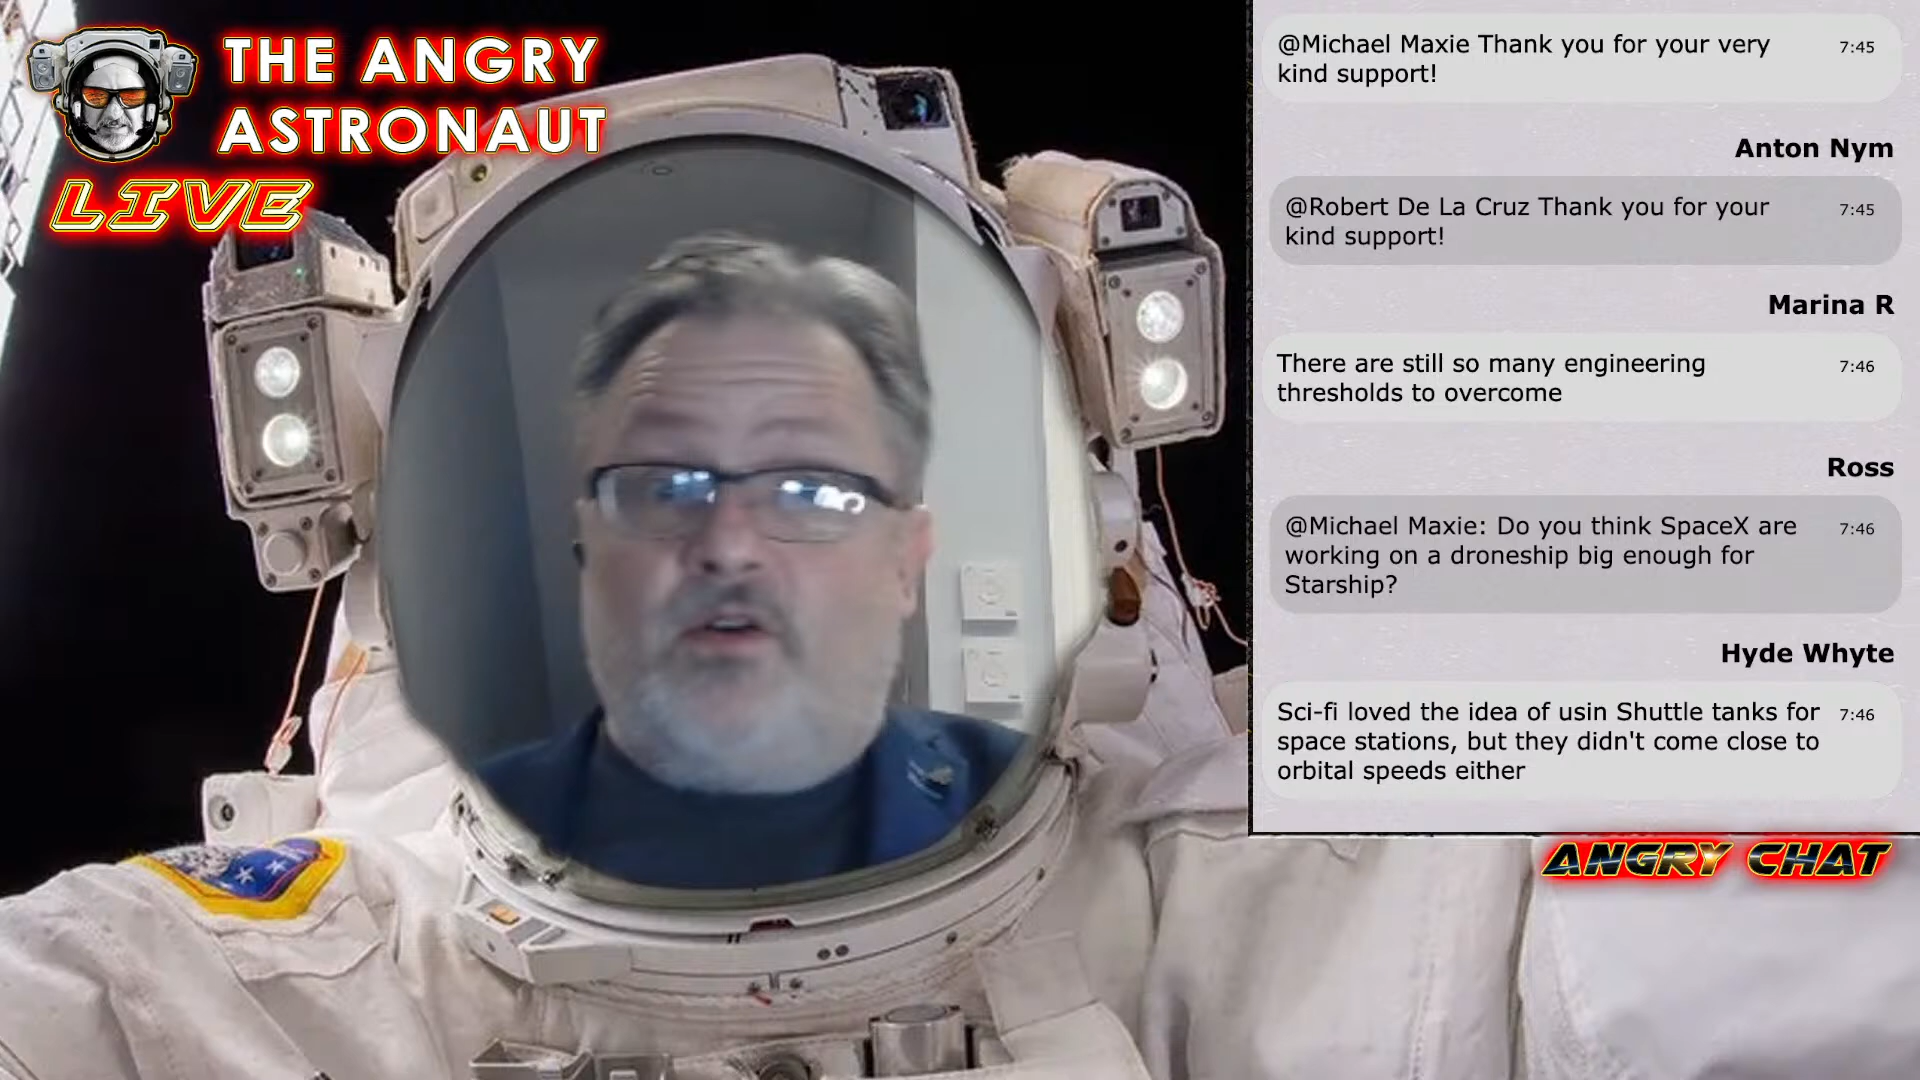 THE ANGRY
ASTRONAUT
LIVE
@Michael Maxie Thank you for your very
kind support!
7:45
Anton Nym
@Robert De La Cruz Thank you for your
kind support!
7:45
Marina R
There are still so many engineering
thresholds to overcome
7:46
Ross
@Michael Maxie: Do you think SpaceX are
working on a droneship big enough for
Starship?
7:46
Hyde Whyte
Sci-fi loved the idea of usin Shuttle tanks for
space stations, but they didn't come close to
orbital speeds either
7:46
ANGRY CHAT